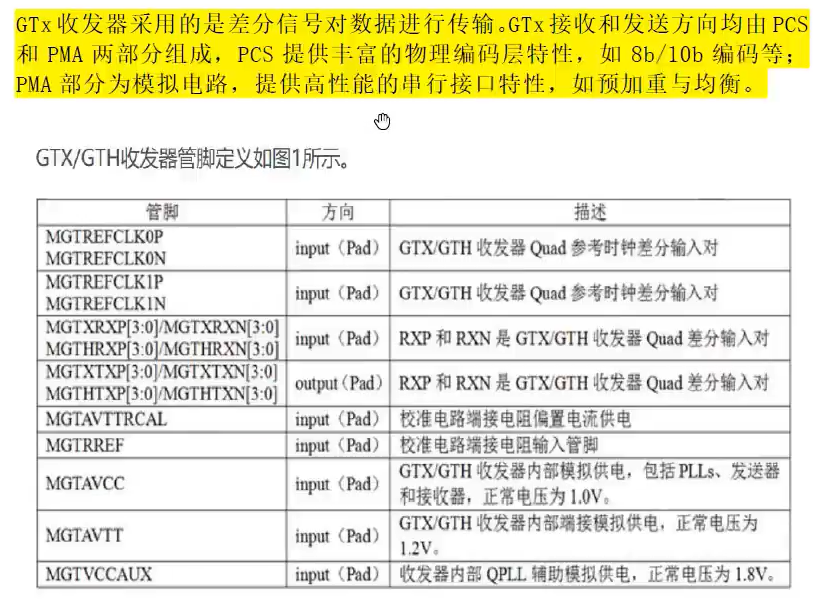 GTx收发器采用的是差分信号对数据进行传输。GTx接收和发送方向均由PCS
和 PMA 两部分组成，PCS 提供丰富的物理编码层特性，如 8b/10b 编码等；
PMA 部分为模拟电路，提供高性能的串行接口特性，如预加重与均衡。
GTX/GTH收发器管脚定义如图1所示。
管脚 方向 描述
MGTREFCLK0P
MGTREFCLK0N
input（Pad） GTX/GTH 收发器 Quad 参考时钟差分输入对
MGTREFCLK1P
MGTREFCLK1N
input（Pad） GTX/GTH 收发器 Quad 参考时钟差分输入对
MGTXRXP[3:0]/MGTXRXN[3:0]
MGTHRXP[3:0]/MGTHRXN[3:0]
input（Pad） RXP 和 RXN 是 GTX/GTH 收发器 Quad 差分输入对
MGTXTXP[3:0]/MGTXTXN[3:0]
MGTHTXP[3:0]/MGTHTXN[3:0]
output（Pad） RXP 和 RXN 是 GTX/GTH 收发器 Quad 差分输入对
MGTAVTTRCAL input（Pad） 校准电路端接电阻偏置电流供电
MGTRREF input（Pad） 校准电路端接电阻输入管脚
MGTAVCC input（Pad） GTX/GTH 收发器内部模拟供电，包括 PLLs、发送器
和接收器，正常电压为 1.0V。
MGTAVTT input（Pad） GTX/GTH 收发器内部端接模拟供电，正常电压为
1.2V。
MGTVCCAUX input（Pad） 收发器内部 QPLL 辅助模拟供电，正常电压为 1.8V。